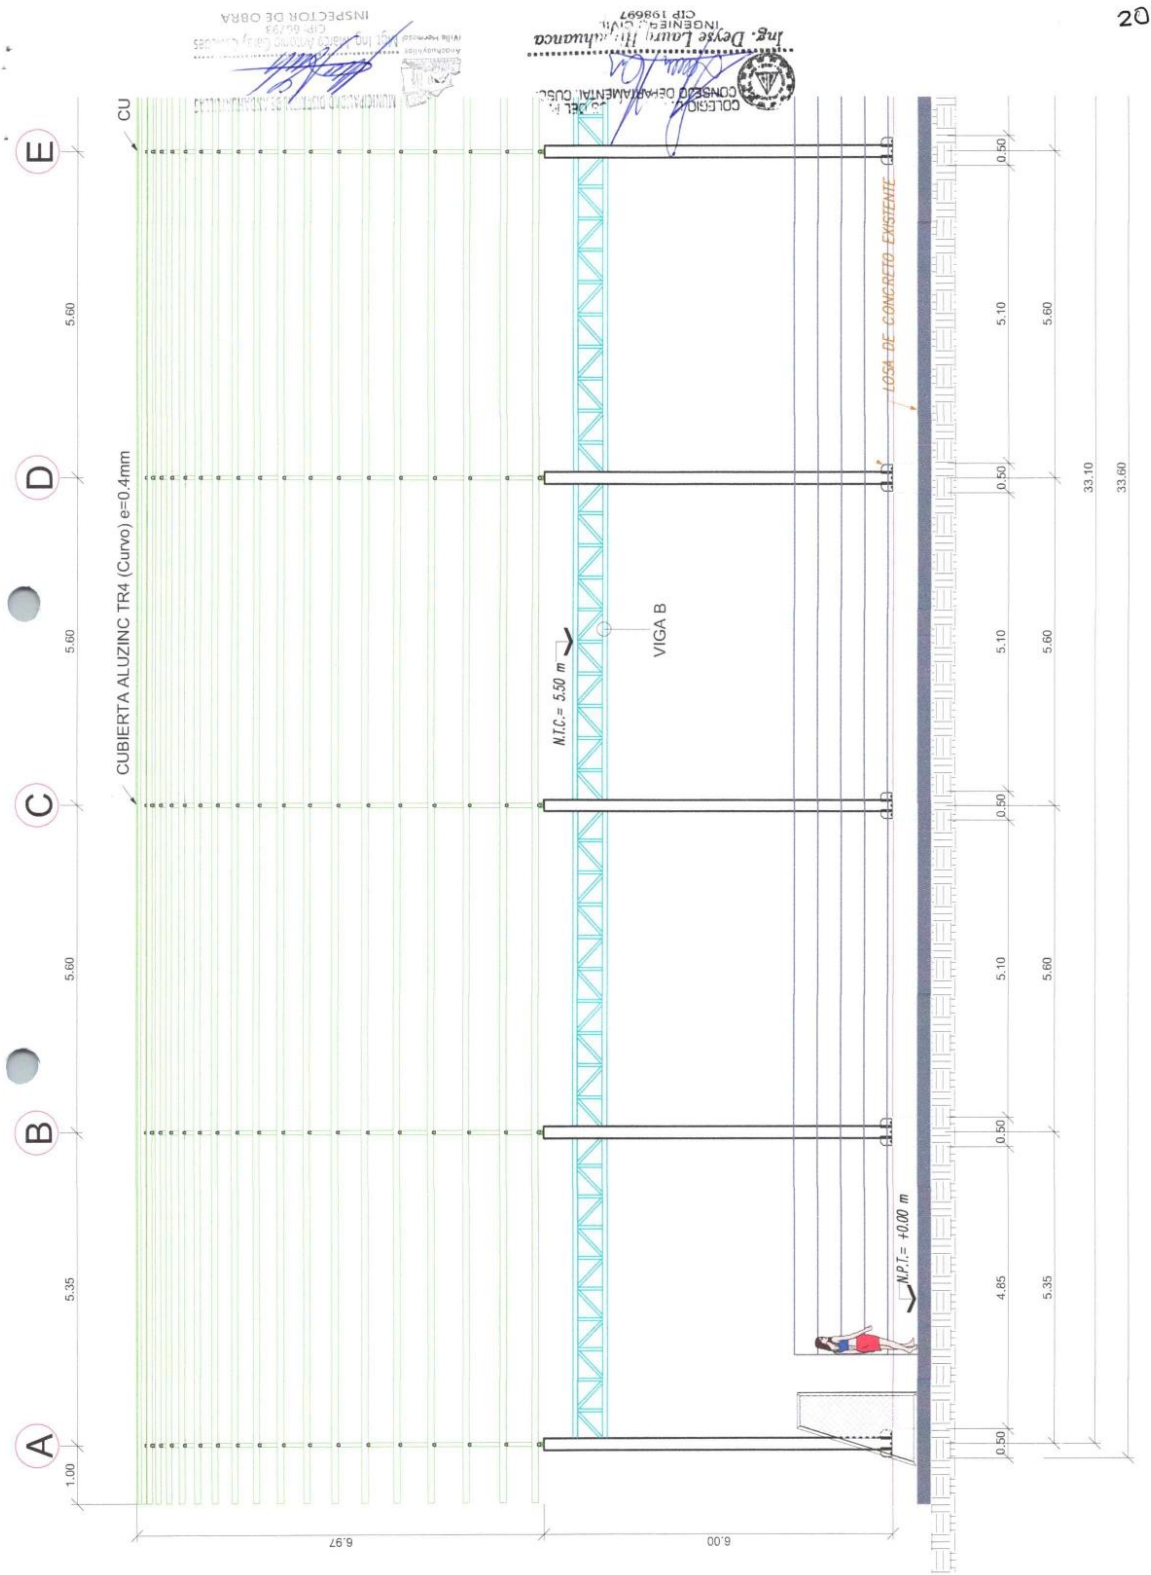 20
INSPECTOR DE OBRA
CIP 198697
INGENIERO CIVIL
Ing. Deyse Laura
CONSEJO DEPARTAMENTAL CUSCO
COLEGIO
CU
A
B
C
D
E
1.00
5.35
5.60
5.60
5.60
CUBIERTA ALUZINC TR4 (Curvo) e=0.4mm
N.T.C.= 5.50 m
VIGA B
LOSA DE CONCRETO EXISTENTE
N.P.T.= +0.00 m
6.97
6.00
0.50
4.85
0.50
5.10
0.50
5.10
0.50
5.10
0.50
5.35
5.60
5.60
5.60
33.10
33.60